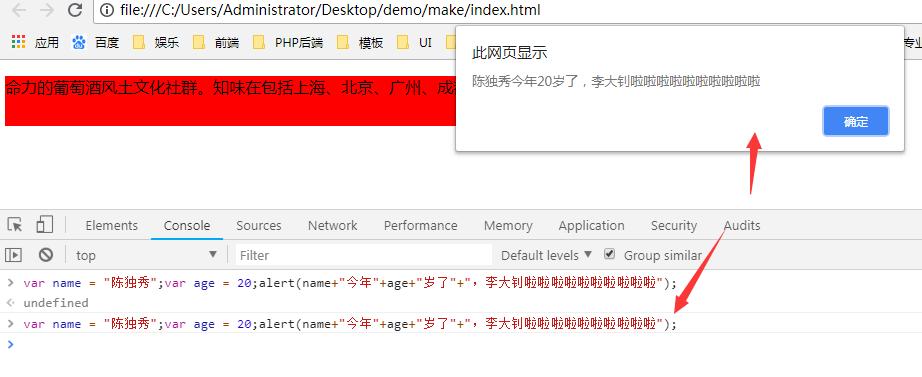 file:///C:/Users/Administrator/Desktop/demo/make/index.html
应用 百度 娱乐 前端 PHP后端 模板 UI 专业
此网页显示
陈独秀今年20岁了，李大钊啦啦啦啦啦啦啦啦啦啦
确定
命力的葡萄酒风土文化社群。知味在包括上海、北京、广州、成
Elements Console Sources Network Performance Memory Application Security Audits
top Filter Default levels Group similar
var name = "陈独秀";var age = 20;alert(name+"今年"+age+"岁了"+"，李大钊啦啦啦啦啦啦啦啦啦啦");
undefined
var name = "陈独秀";var age = 20;alert(name+"今年"+age+"岁了"+"，李大钊啦啦啦啦啦啦啦啦啦啦");